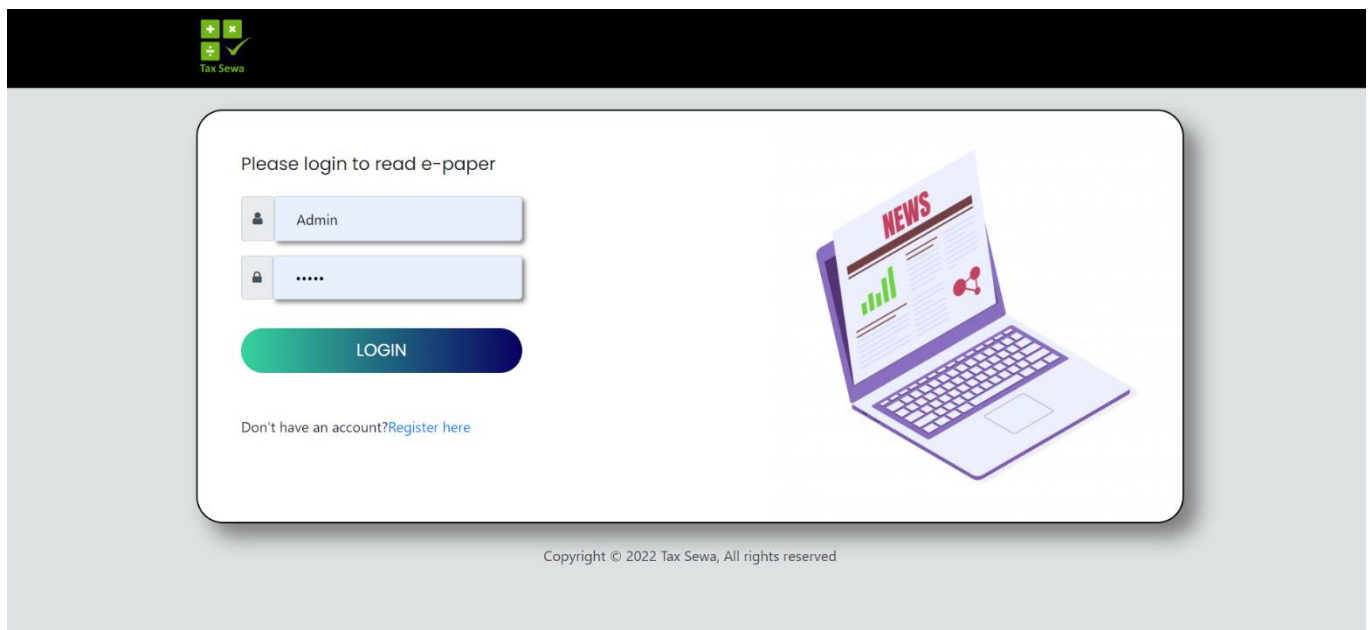 Tax Sewa
Please login to read e-paper
Admin
•••••
LOGIN
Don't have an account?Register here
NEWS
Copyright © 2022 Tax Sewa, All rights reserved